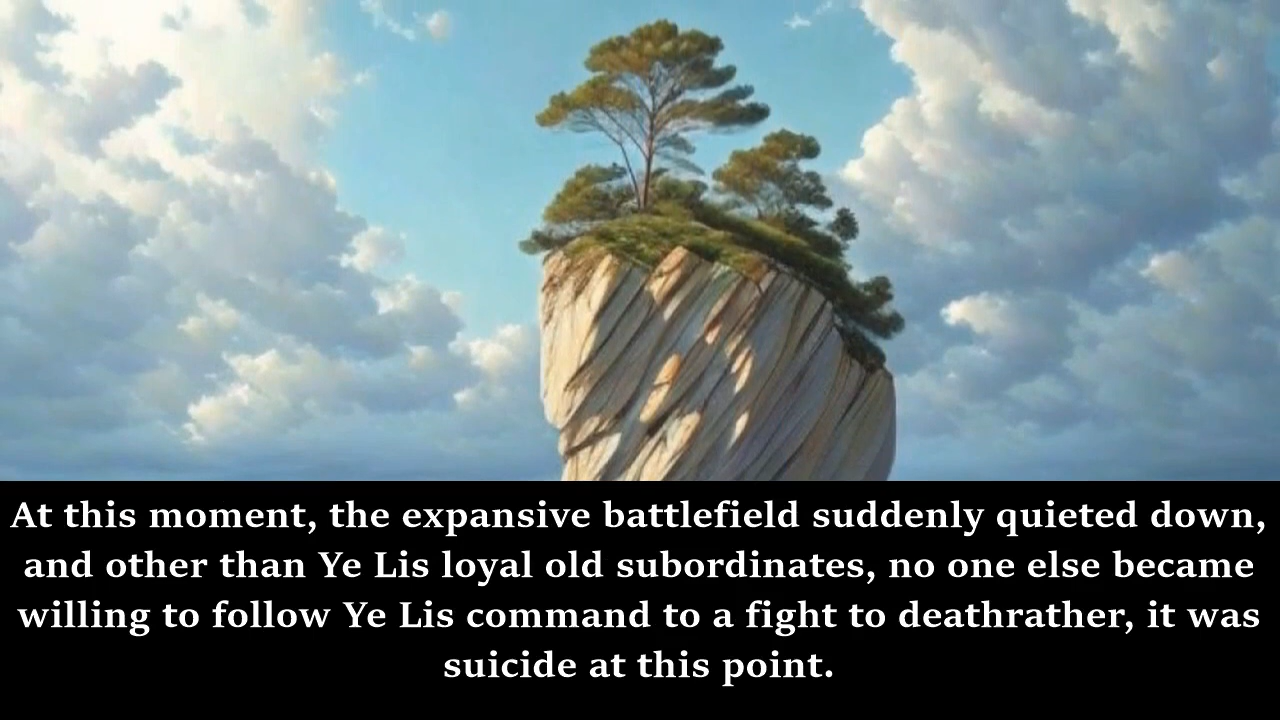 At this moment, the expansive battlefield suddenly quieted down,
and other than Ye Lis loyal old subordinates, no one else became
willing to follow Ye Lis command to a fight to deathrather, it was
suicide at this point.